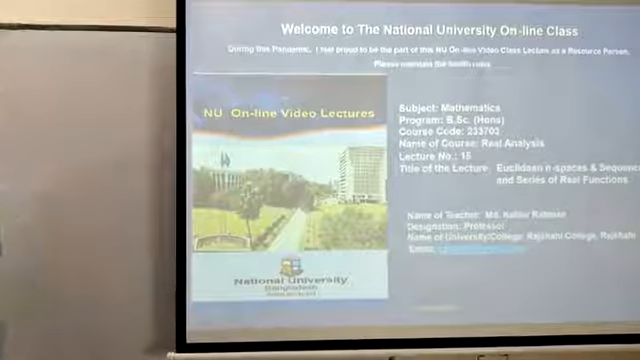 Welcome to The National University On-line Class
During this Pandemic, I feel proud to be the part of this NU On-line Video Class Lecture as a Resource Person.
Please maintain the health rules
NU On-line Video Lectures
Subject: Mathematics
Program: B.Sc. (Hons)
Course Code: 233703
Name of Course: Real Analysis
Lecture No.: 15
Title of the Lecture: Euclidaen n-spaces & Sequence
and Series of Real Functions
Name of Teacher: Md. Rahman
Designation: Professor
Name of University/College: Rajshahi College, Rajshahi
Email:
National University
Bangladesh